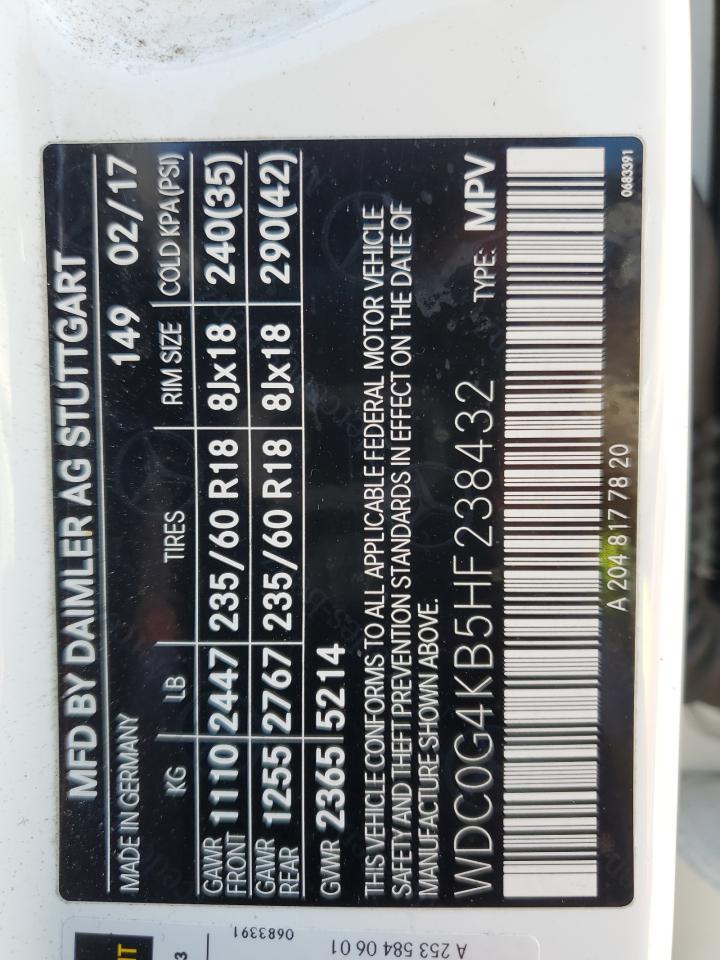 MFD BY DAIMLER AG STUTTGART
MADE IN GERMANY 149 02/17
KG LB TIRES RIM SIZE COLD KPA(PSI)
GAWR FRONT 1110 2447 235/60 R18 8Jx18 240(35)
GAWR REAR 1255 2767 235/60 R18 8Jx18 290(42)
GVWR 2365 5214
THIS VEHICLE CONFORMS TO ALL APPLICABLE FEDERAL MOTOR VEHICLE
SAFETY AND THEFT PREVENTION STANDARDS IN EFFECT ON THE DATE OF
MANUFACTURE SHOWN ABOVE.
WDC0G4KB5HF238432 TYPE: MPV
A 204 817 78 20 0683391
0683391
A 253 584 06 01